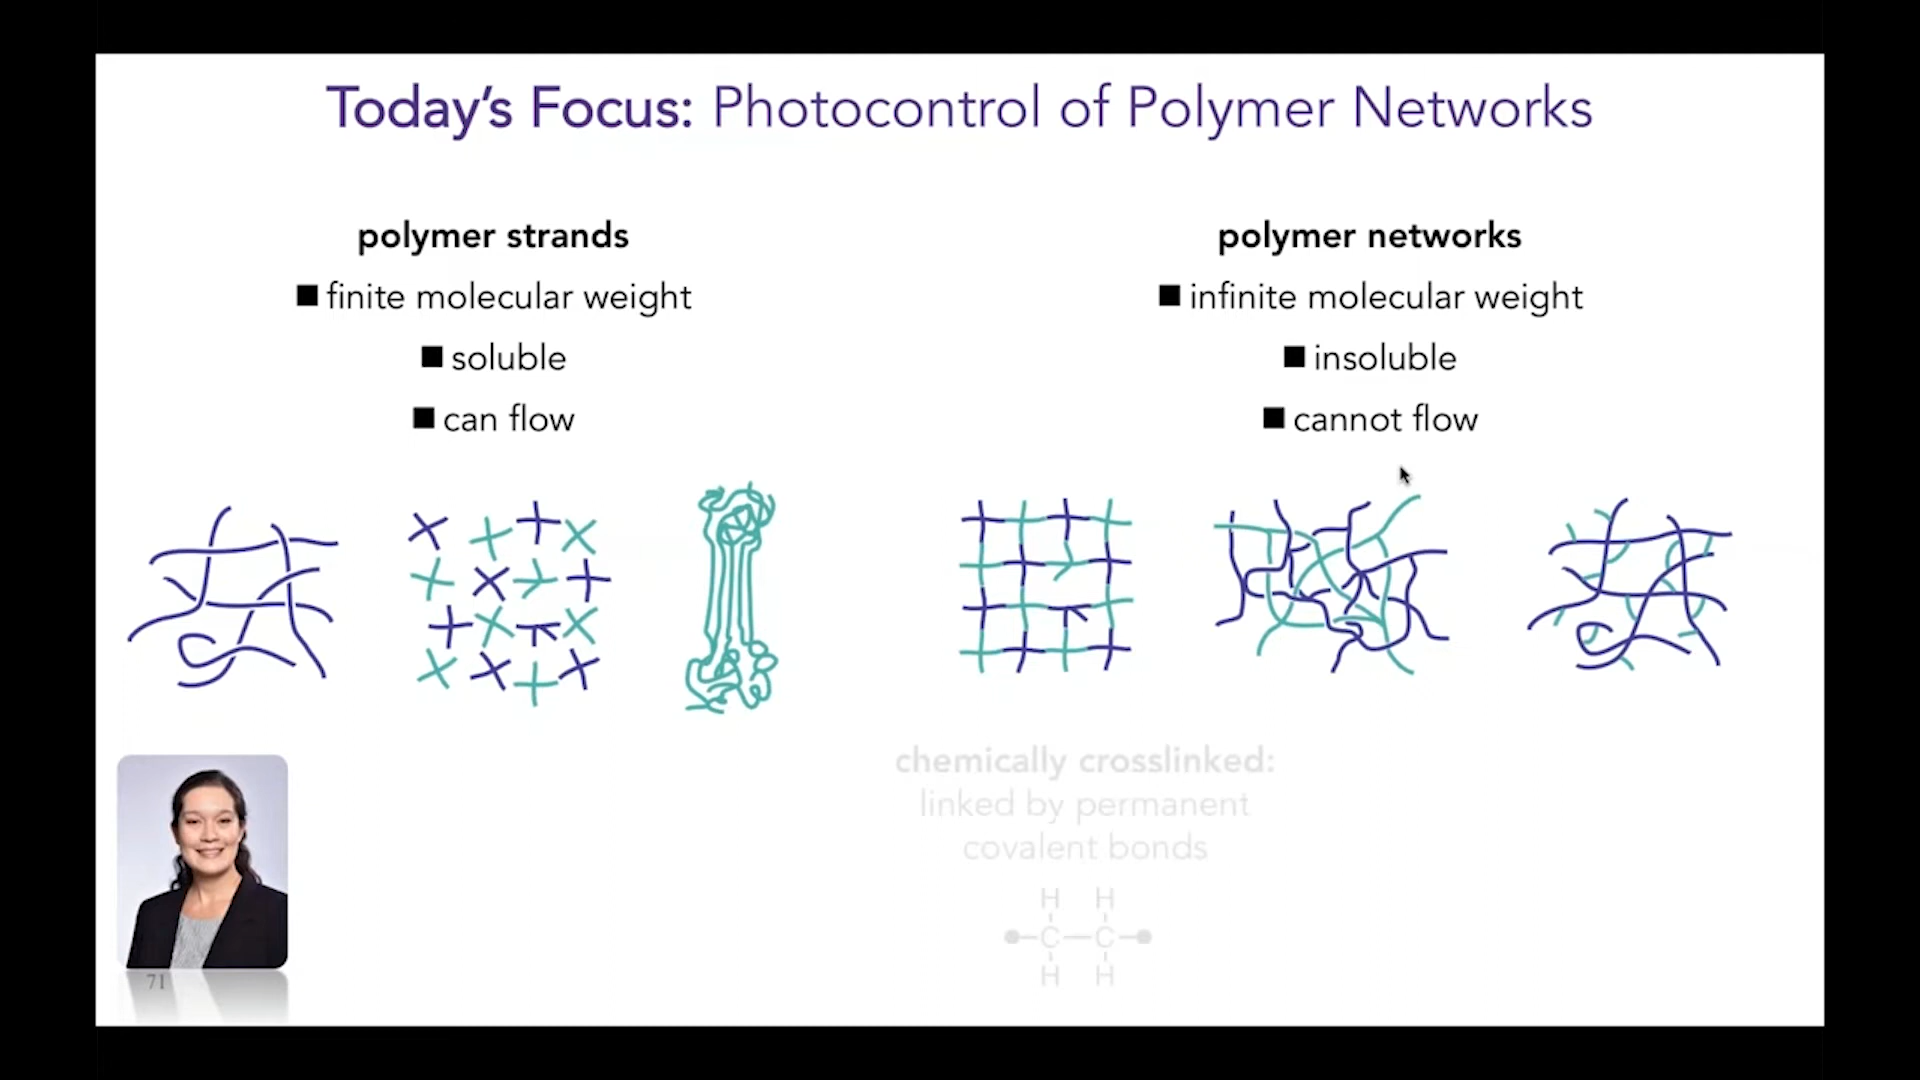 Today's Focus: Photocontrol of Polymer Networks
polymer strands
■ finite molecular weight
■ soluble
■ can flow
polymer networks
■ infinite molecular weight
■ insoluble
■ cannot flow
chemically crosslinked:
linked by permanent
covalent bonds
H H
C C
H H
71